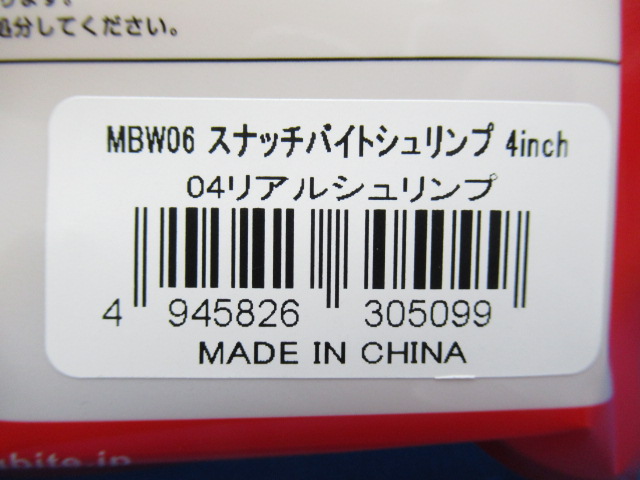 処分してください。
MBW06 スナッチバイトシュリンプ 4inch
04リアルシュリンプ
4 945826 305099
MADE IN CHINA